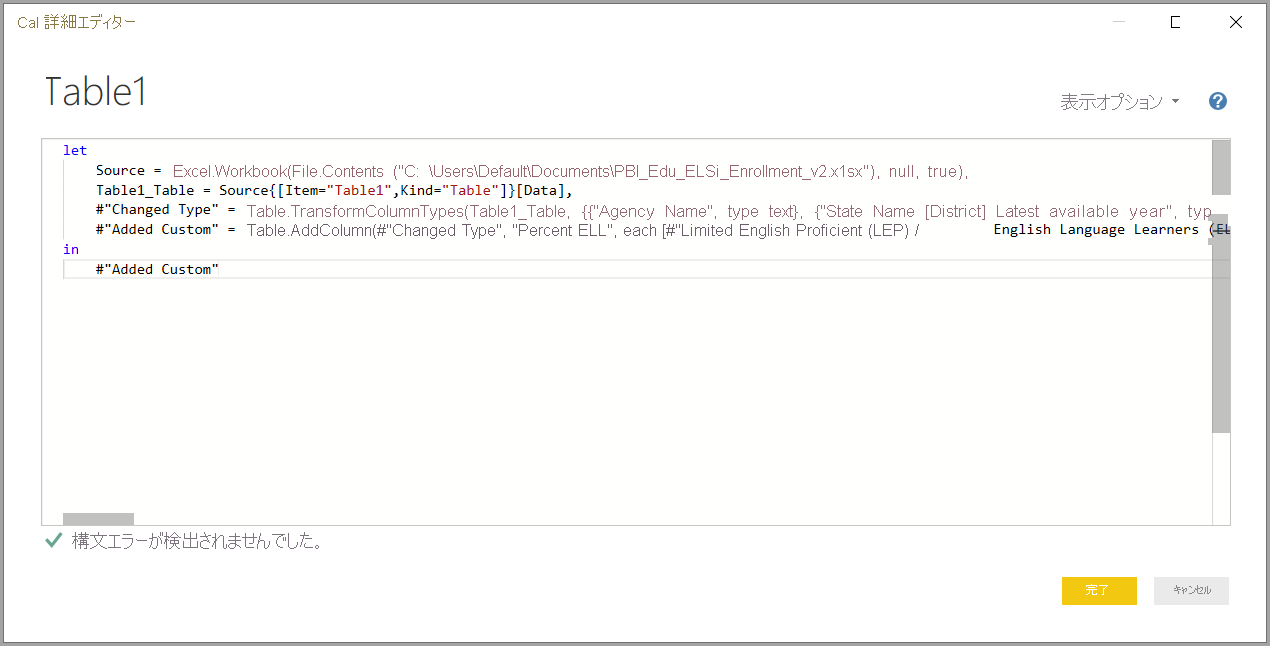 Cal 詳細エディター
Table1
表示オプション
?
let
Source = Excel.Workbook(File.Contents ("C: \Users\Default\Documents\PBI_Edu_ELSi_Enrollment_v2.x1sx"), null, true),
Table1_Table = Source{[Item="Table1",Kind="Table"]}[Data],
#"Changed Type" = Table.TransformColumnTypes(Table1_Table, {{"Agency Name", type text}, {"State Name [District] Latest available year", typ
#"Added Custom" = Table.AddColumn(#"Changed Type", "Percent ELL", each [#"Limited English Proficient (LEP) / English Language Learners (EL
in
#"Added Custom"
構文エラーが検出されませんでした。
完了
キャンセル